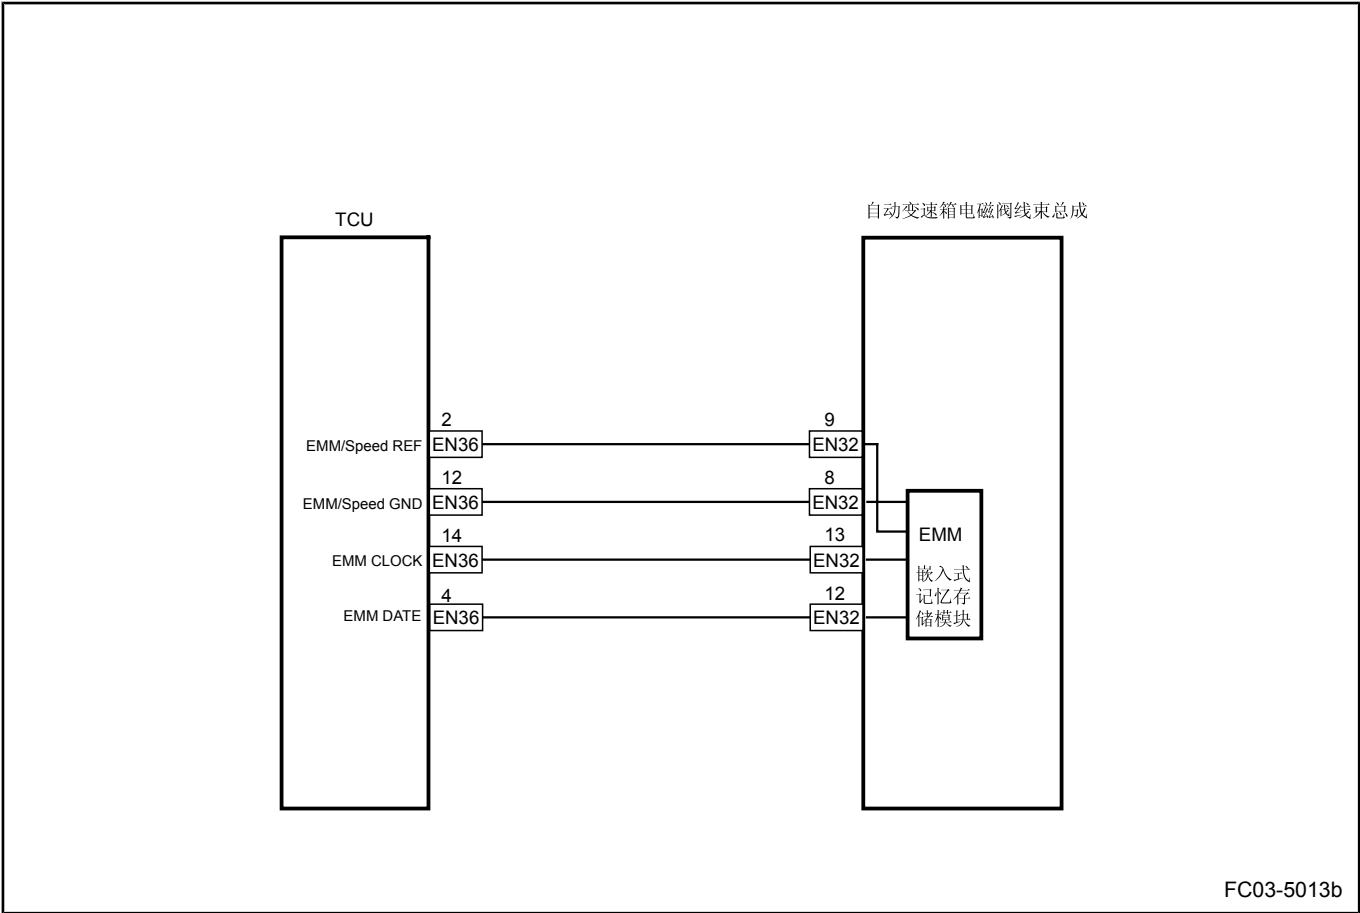 TCU
自动变速箱电磁阀线束总成
2
9
EMM/Speed REF
EN36
EN32
12
8
EMM/Speed GND
EN36
EN32
14
13
EMM CLOCK
EN36
EN32
4
12
EMM DATE
EN36
EN32
EMM
嵌入式
记忆存
储模块
FC03-5013b